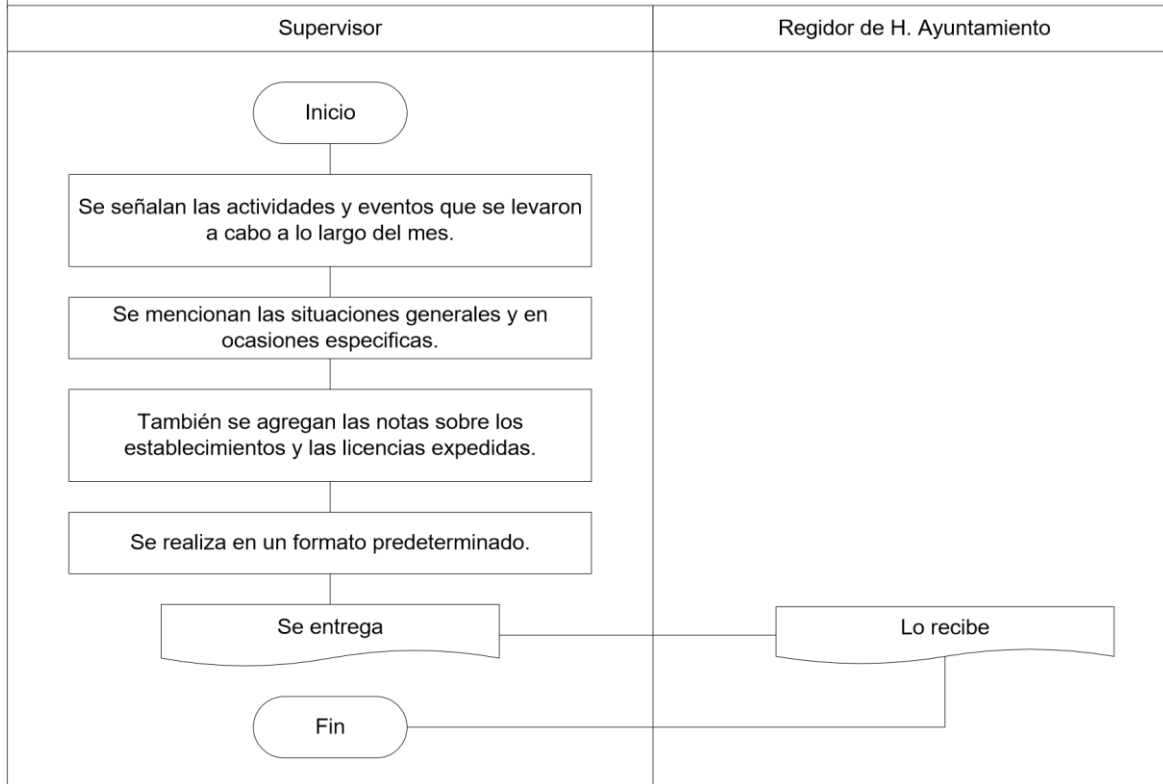 Supervisor
Regidor de H. Ayuntamiento
Inicio
Se señalan las actividades y eventos que se levaron
a cabo a lo largo del mes.
Se mencionan las situaciones generales y en
ocasiones especificas.
También se agregan las notas sobre los
establecimientos y las licencias expedidas.
Se realiza en un formato predeterminado.
Se entrega
Lo recibe
Fin